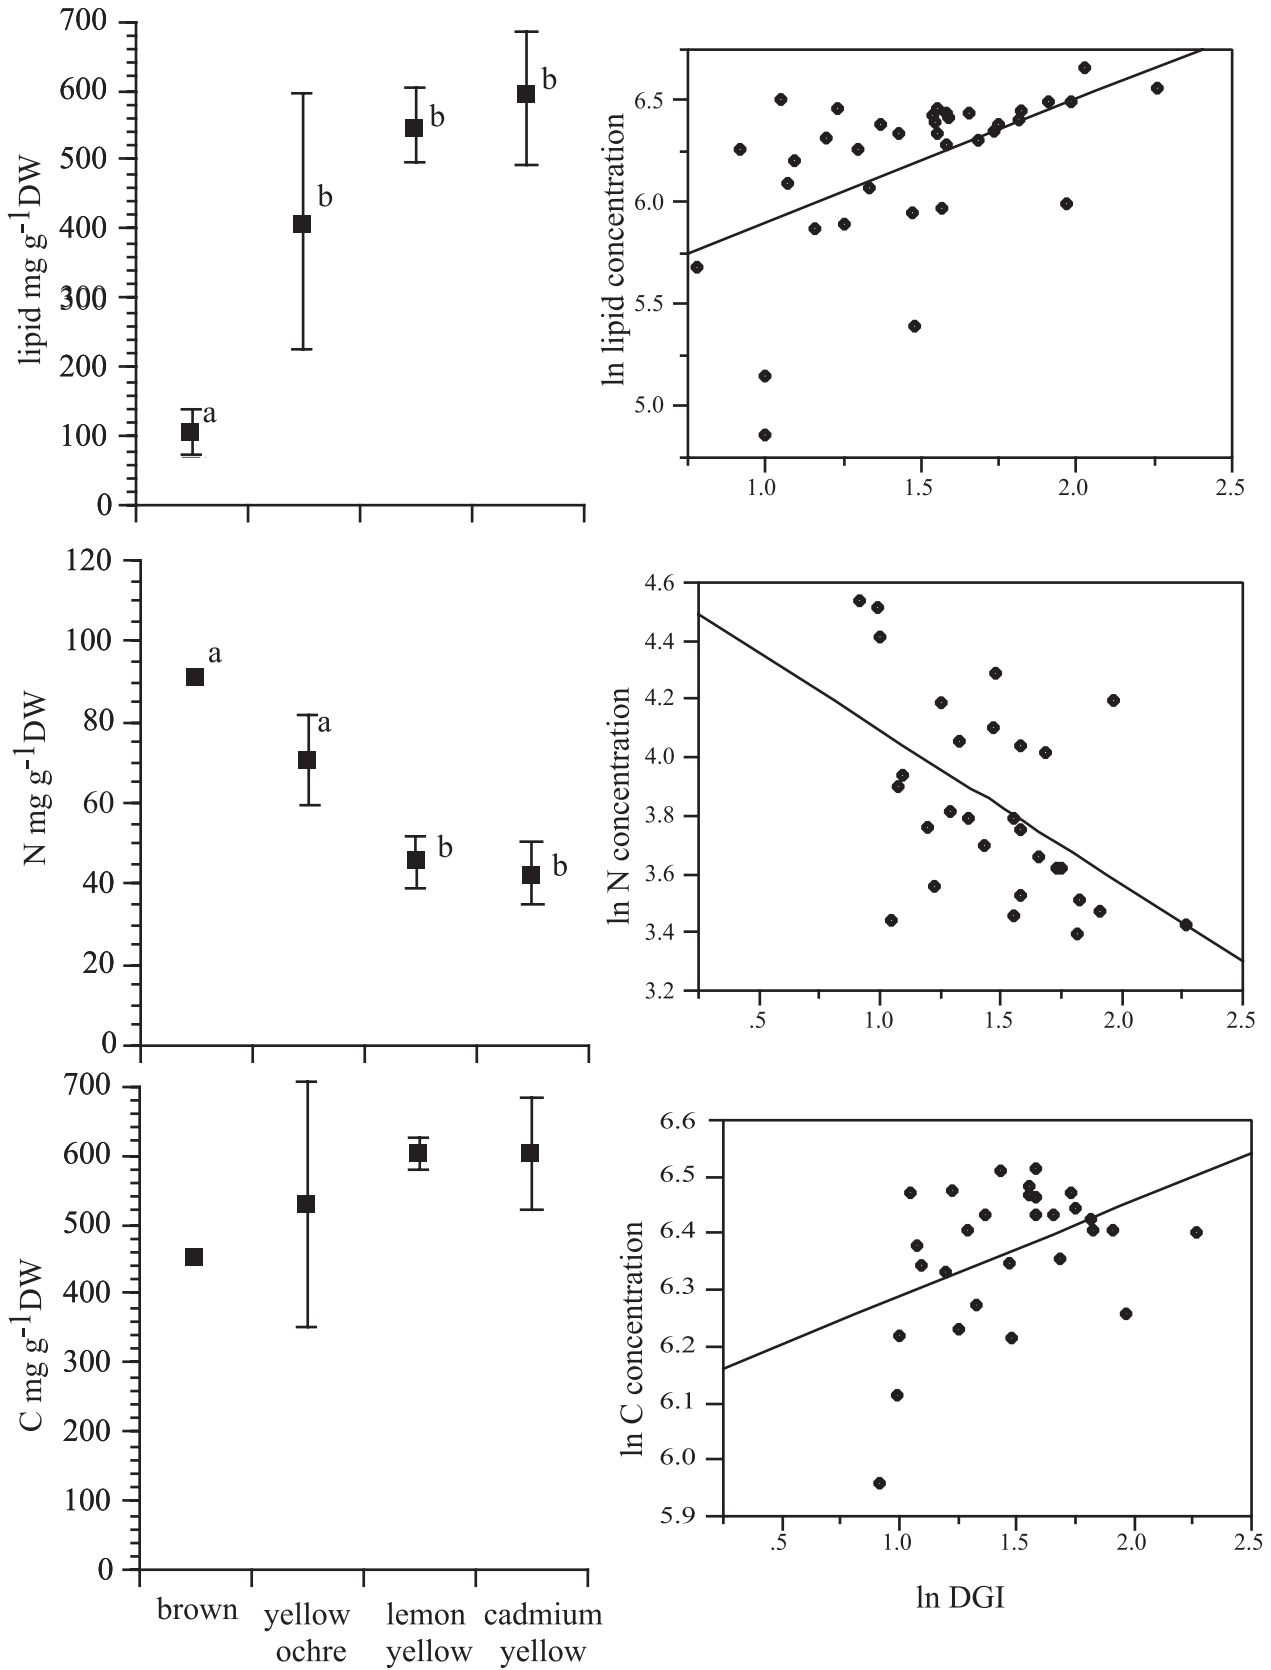 700
600
500
400
300
200
100
0
lipid mg g-1DW
a
b
b
b
6.5
6.0
5.5
5.0
ln lipid concentration
1.0
1.5
2.0
2.5
120
100
80
60
40
20
0
N mg g-1DW
a
a
b
b
4.6
4.4
4.2
4.0
3.8
3.6
3.4
3.2
ln N concentration
.5
1.0
1.5
2.0
2.5
700
600
500
400
300
200
100
0
C mg g-1DW
brown
yellow
ochre
lemon
yellow
cadmium
yellow
6.6
6.5
6.4
6.3
6.2
6.1
6.0
5.9
ln C concentration
.5
1.0
1.5
2.0
2.5
ln DGI